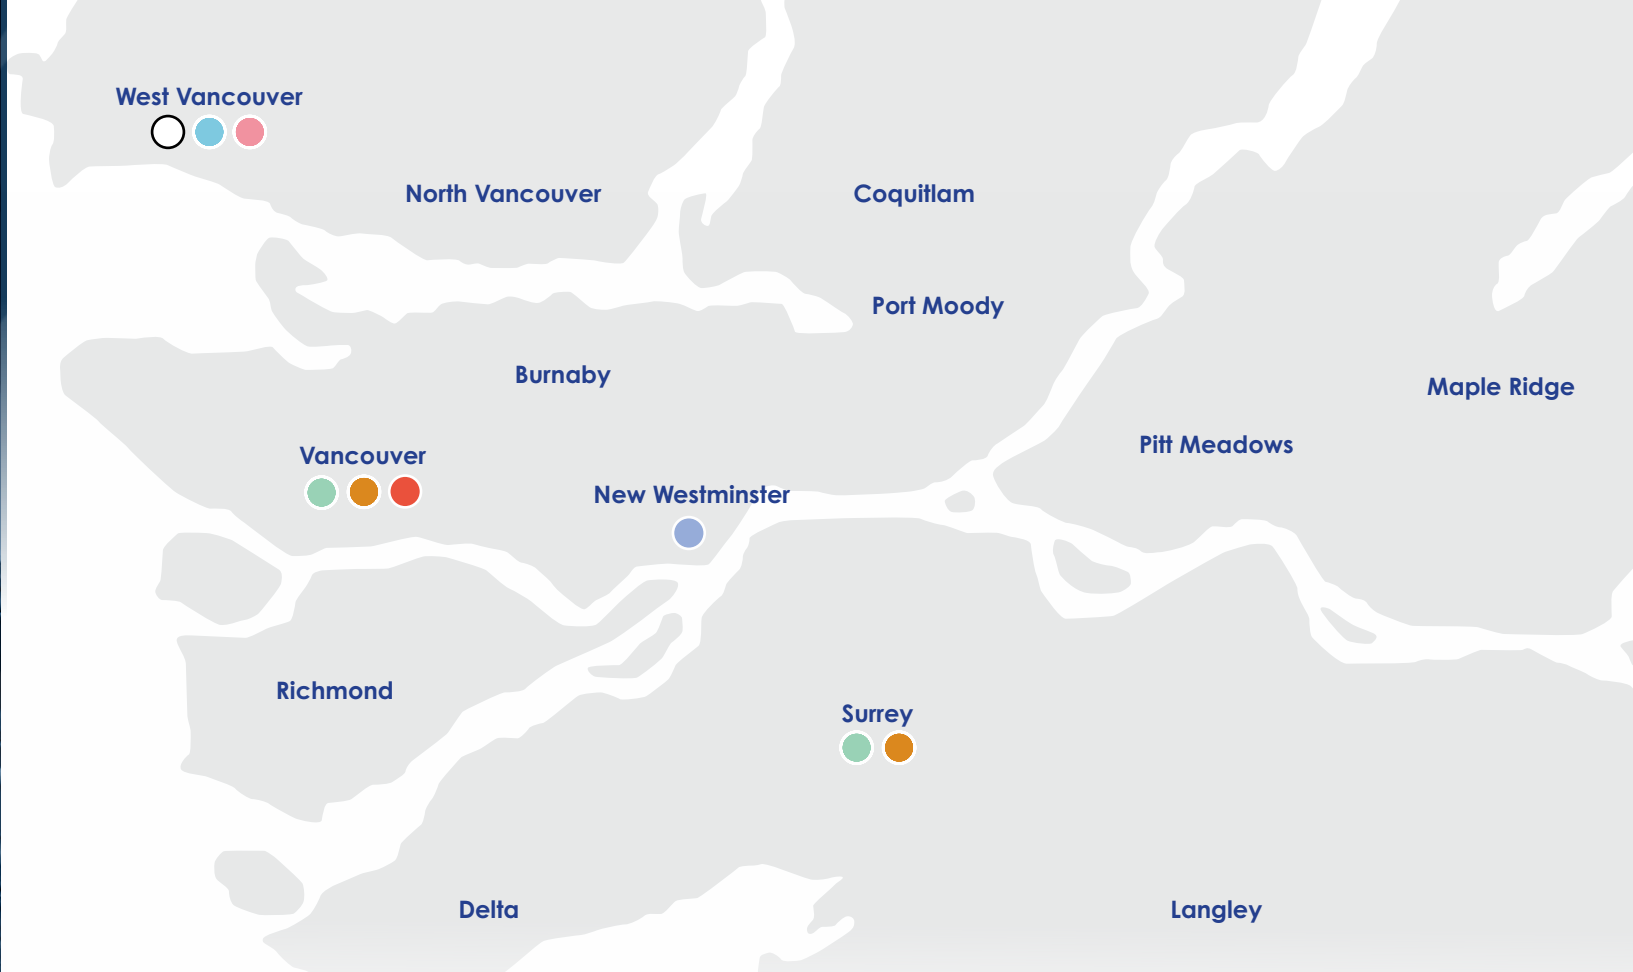 West Vancouver
North Vancouver
Coquitlam
Port Moody
Burnaby
Maple Ridge
Pitt Meadows
Vancouver
New Westminster
Richmond
Surrey
Delta
Langley